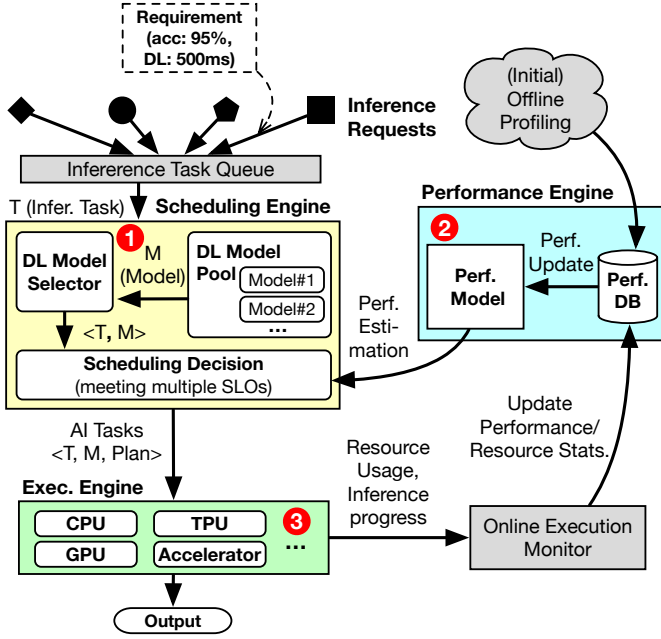 Requirement
(acc: 95%,
DL: 500ms)
Inference
Requests
(Initial)
Offline
Profiling
Infererence Task Queue
T (Infer. Task)
Scheduling Engine
Performance Engine
1
DL Model
Selector
M
(Model)
DL Model
Pool
Model#1
Model#2
...
<T, M>
Scheduling Decision
(meeting multiple SLOs)
2
Perf.
Model
Perf.
Update
Perf.
DB
Perf.
Esti-
mation
AI Tasks
<T, M, Plan>
Update
Performance/
Resource Stats.
Exec. Engine
CPU
TPU
GPU
Accelerator
3
...
Resource
Usage,
Inference
progress
Online Execution
Monitor
Output